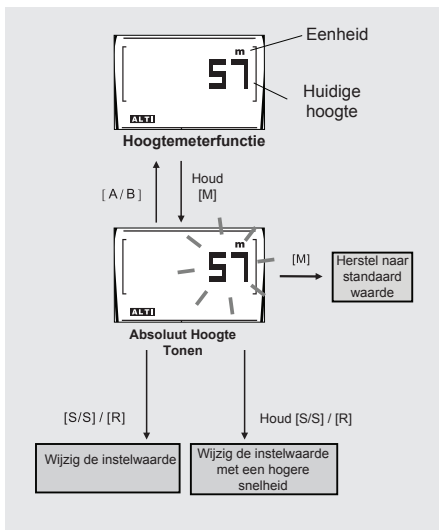 Eenheid
m
57
Huidige
hoogte
ALTI
Hoogtemeterfunctie
[ A / B ]
Houd
[M]
m
57
[M]
Herstel naar
standaard
waarde
ALTI
Absoluut Hoogte
Tonen
[S/S] / [R]
Houd [S/S] / [R]
Wijzig de instelwaarde
Wijzig de instelwaarde
met een hogere
snelheid